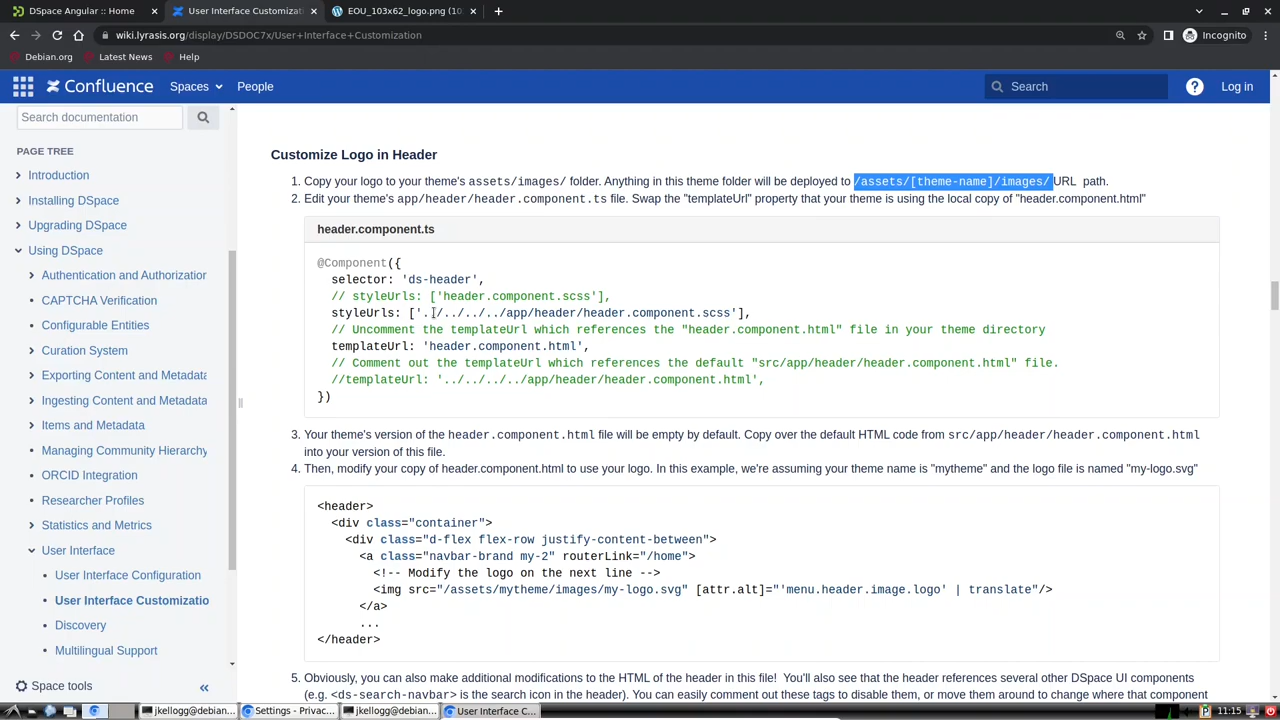 DSpace Angular :: Home
User Interface Customizati
EOU_103x62_logo.png (10
wiki.lyrasis.org/display/DSDOC7x/User+Interface+Customization
Incognito
Debian.org
Latest News
Help
Confluence
Spaces
People
Search
Log in
Search documentation
PAGE TREE
Introduction
Installing DSpace
Upgrading DSpace
Using DSpace
Authentication and Authorization
CAPTCHA Verification
Configurable Entities
Curation System
Exporting Content and Metadata
Ingesting Content and Metadata
Items and Metadata
Managing Community Hierarchy
ORCID Integration
Researcher Profiles
Statistics and Metrics
User Interface
User Interface Configuration
User Interface Customizatio
Discovery
Multilingual Support
Space tools
Customize Logo in Header
1. Copy your logo to your theme's assets/images/ folder. Anything in this theme folder will be deployed to /assets/[theme-name]/images/ URL path.
2. Edit your theme's app/header/header.component.ts file. Swap the "templateUrl" property that your theme is using the local copy of "header.component.html"
header.component.ts
@Component({
selector: 'ds-header',
// styleUrls: ['header.component.scss'],
styleUrls: ['../../../../app/header/header.component.scss'],
// Uncomment the templateUrl which references the "header.component.html" file in your theme directory
templateUrl: 'header.component.html',
// Comment out the templateUrl which references the default "src/app/header/header.component.html" file.
//templateUrl: '../../../../app/header/header.component.html',
})
3. Your theme's version of the header.component.html file will be empty by default. Copy over the default HTML code from src/app/header/header.component.html
into your version of this file.
4. Then, modify your copy of header.component.html to use your logo. In this example, we're assuming your theme name is "mytheme" and the logo file is named "my-logo.svg"
<header>
<div class="container">
<div class="d-flex flex-row justify-content-between">
<a class="navbar-brand my-2" routerLink="/home">
<!-- Modify the logo on the next line -->
<img src="/assets/mytheme/images/my-logo.svg" [attr.alt]="'menu.header.image.logo' | translate"/>
</a>
...
</header>
5. Obviously, you can also make additional modifications to the HTML of the header in this file! You'll also see that the header references several other DSpace UI components
(e.g. <ds-search-navbar> is the search icon in the header). You can easily comment out these tags to disable them, or move them around to change where that component
jkellogg@debian...
Settings - Privac...
jkellogg@debian...
User Interface C...
11:15